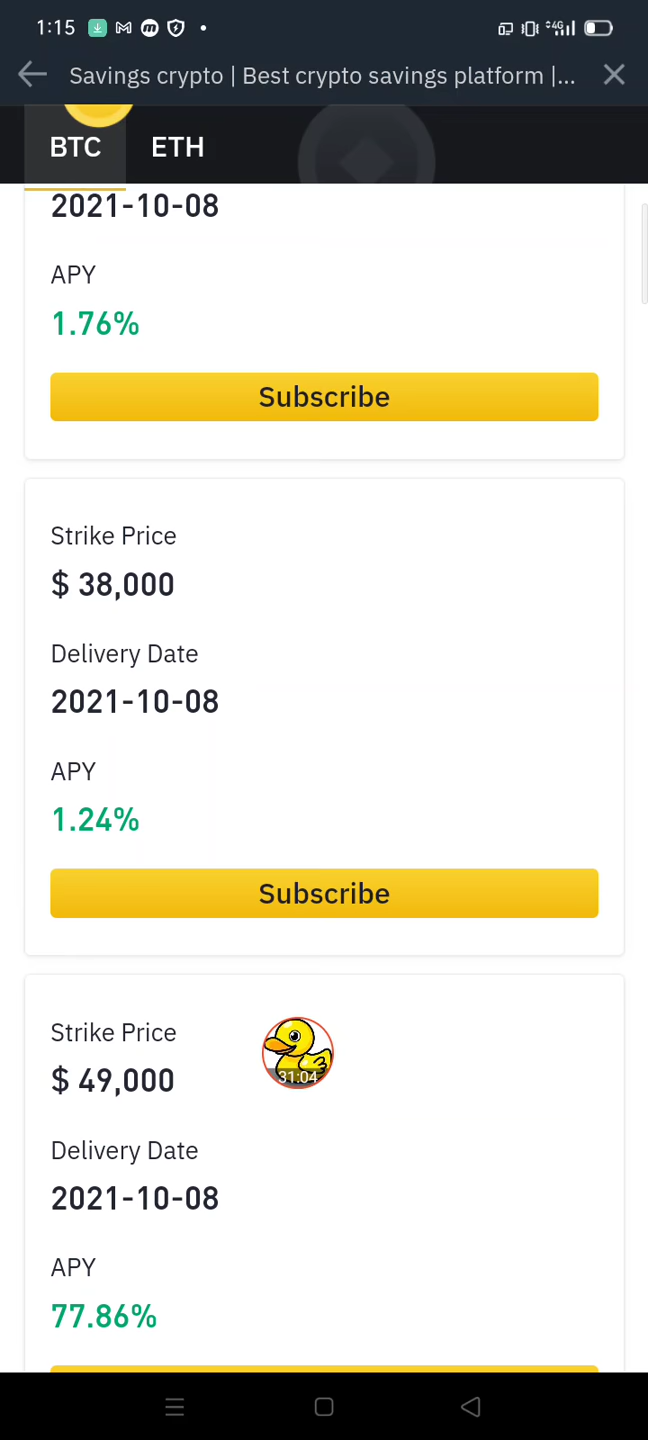 1:15
4G
Savings crypto | Best crypto savings platform |...
BTC ETH
2021-10-08
APY
1.76%
Subscribe
Strike Price
$ 38,000
Delivery Date
2021-10-08
APY
1.24%
Subscribe
Strike Price
$ 49,000
31:04
Delivery Date
2021-10-08
APY
77.86%